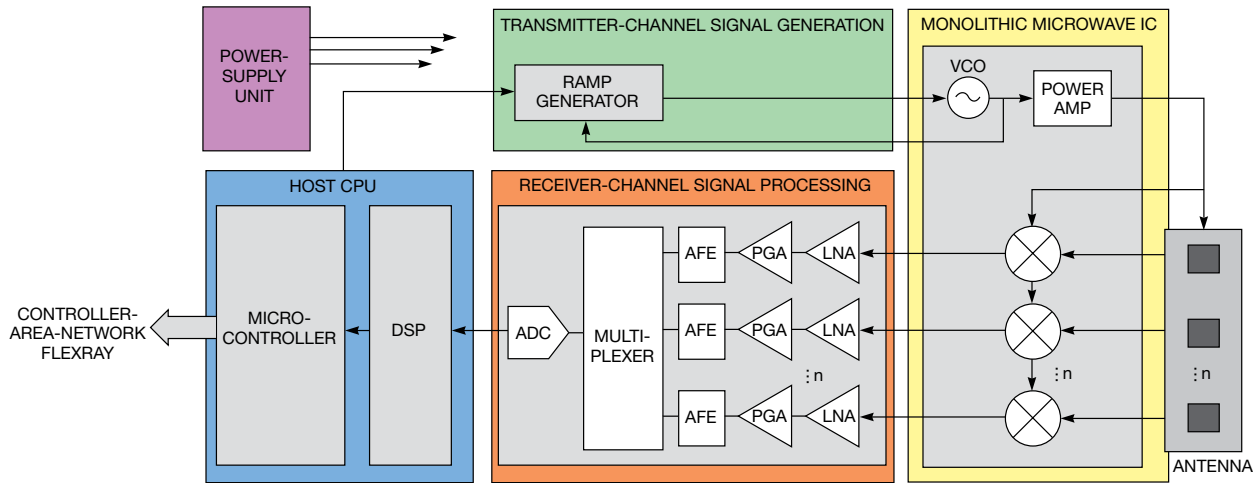 POWER-
SUPPLY
UNIT
TRANSMITTER-CHANNEL SIGNAL GENERATION
RAMP
GENERATOR
MONOLITHIC MICROWAVE IC
VCO
POWER
AMP
HOST CPU
MICRO-
CONTROLLER
DSP
RECEIVER-CHANNEL SIGNAL PROCESSING
ADC
MULTI-
PLEXER
AFE
PGA
LNA
AFE
PGA
LNA
⋮n
AFE
PGA
LNA
⋮n
⋮n
ANTENNA
CONTROLLER-
AREA-NETWORK
FLEXRAY